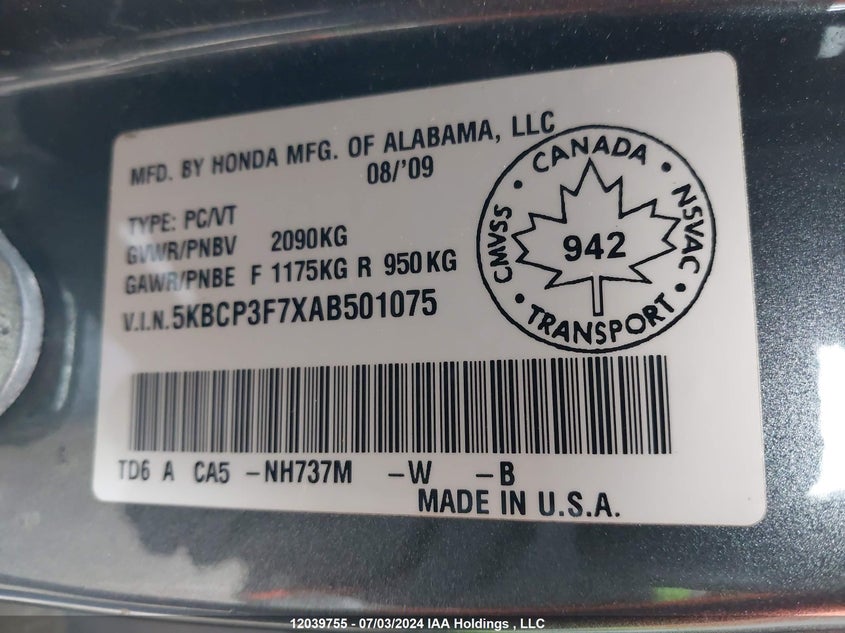 MFD. BY HONDA MFG. OF ALABAMA, LLC
08/'09
TYPE: PC/VT
GVWR/PNBV 2090KG
GAWR/PNBE F 1175KG R 950KG
V.I.N.5KBCP3F7XAB501075
CANADA
CMVSS
NSVAC
942
TRANSPORT
TD6 A CA5 -NH737M -W -B
MADE IN U.S.A.
12039755 - 07/03/2024 IAA Holdings , LLC